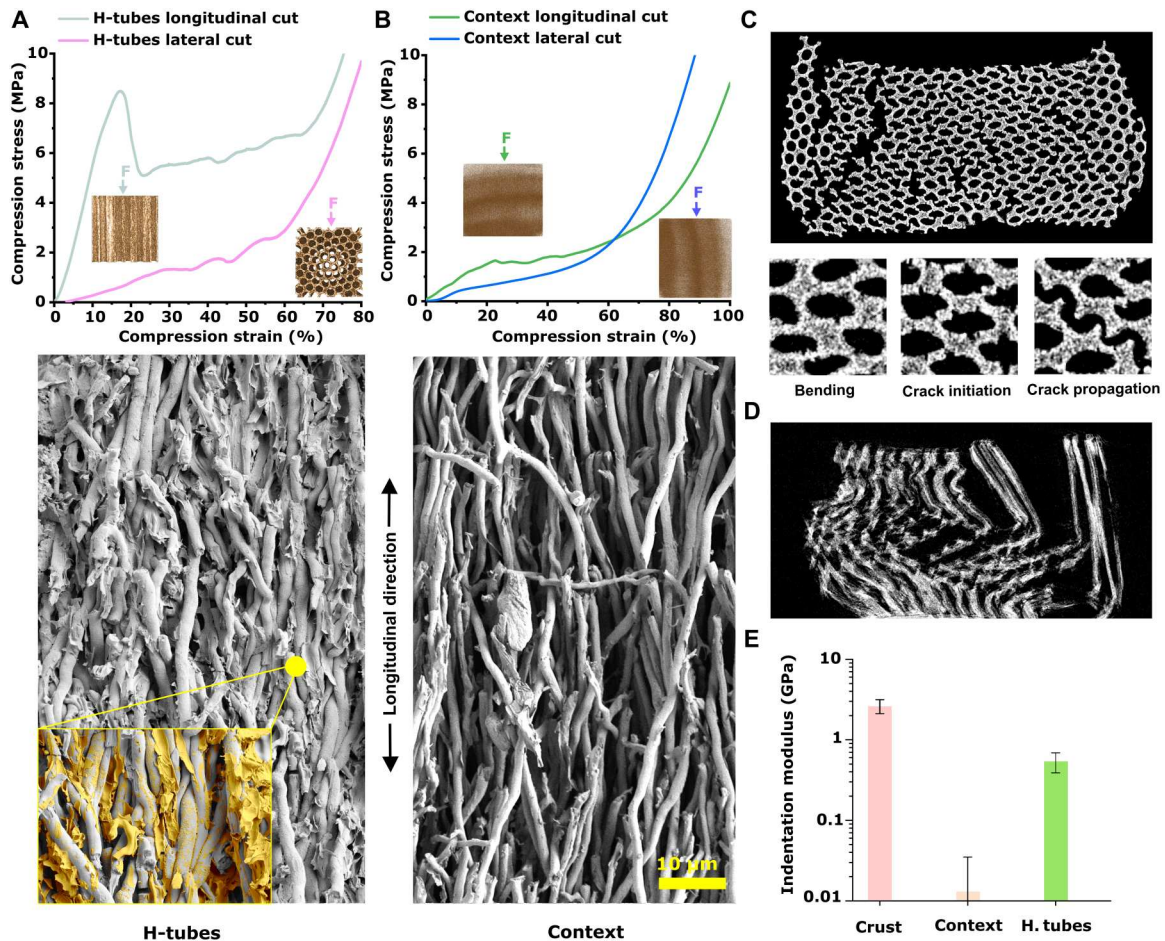 A
H-tubes longitudinal cut
H-tubes lateral cut
10
8
6
4
2
0
Compression stress (MPa)
F
F
0 10 20 30 40 50 60 70 80
Compression strain (%)
B
Context longitudinal cut
Context lateral cut
10
8
6
4
2
0
Compression stress (MPa)
F
F
0 20 40 60 80 100
Compression strain (%)
C
Bending
Crack initiation
Crack propagation
D
Longitudinal direction
10 μm
H-tubes
Context
E
10
1
0.1
0.01
Indentation modulus (GPa)
Crust
Context
H. tubes